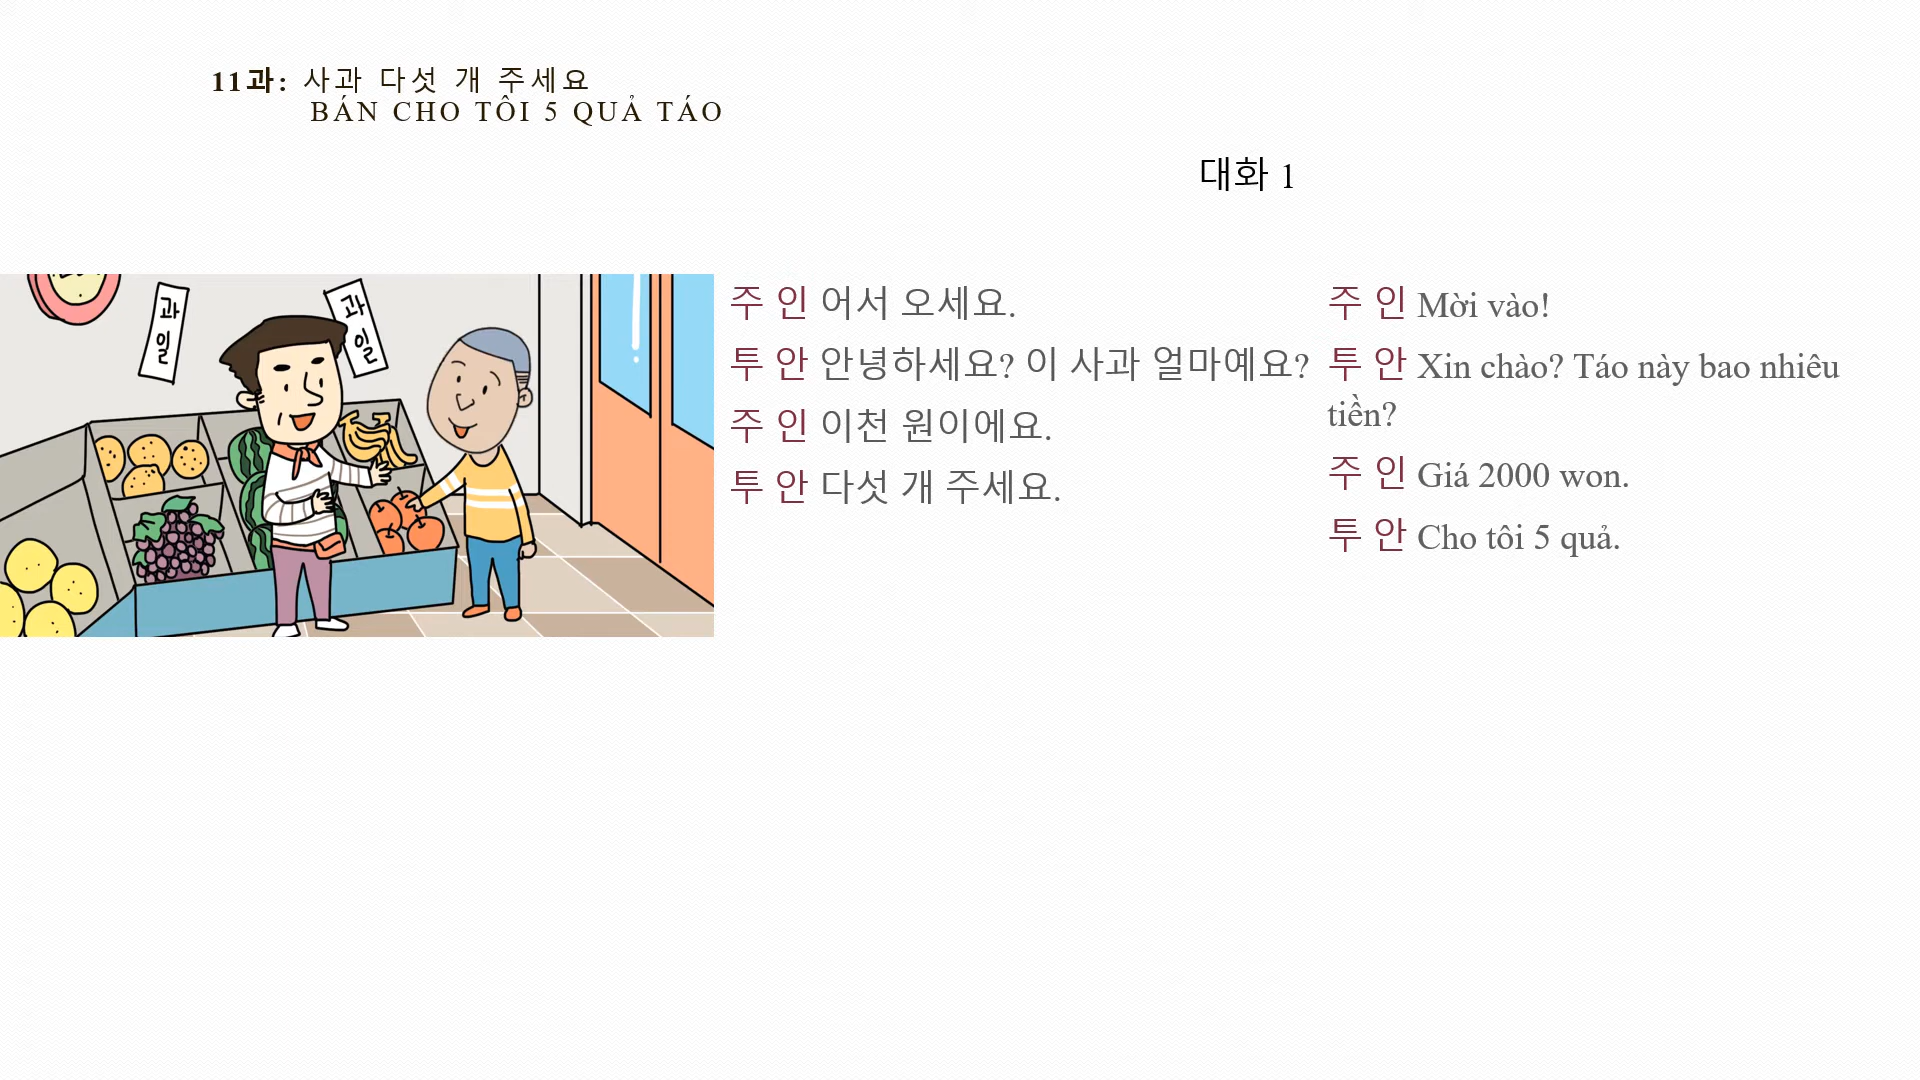 11과: 사과 다섯 개 주세요
BÁN CHO TÔI 5 QUẢ TÁO
대화 1
과일
과일
주 인 어서 오세요.
투 안 안녕하세요? 이 사과 얼마예요?
주 인 이천 원이에요.
투 안 다섯 개 주세요.
주 인 Mời vào!
투 안 Xin chào? Táo này bao nhiêu
tiền?
주 인 Giá 2000 won.
투 안 Cho tôi 5 quả.